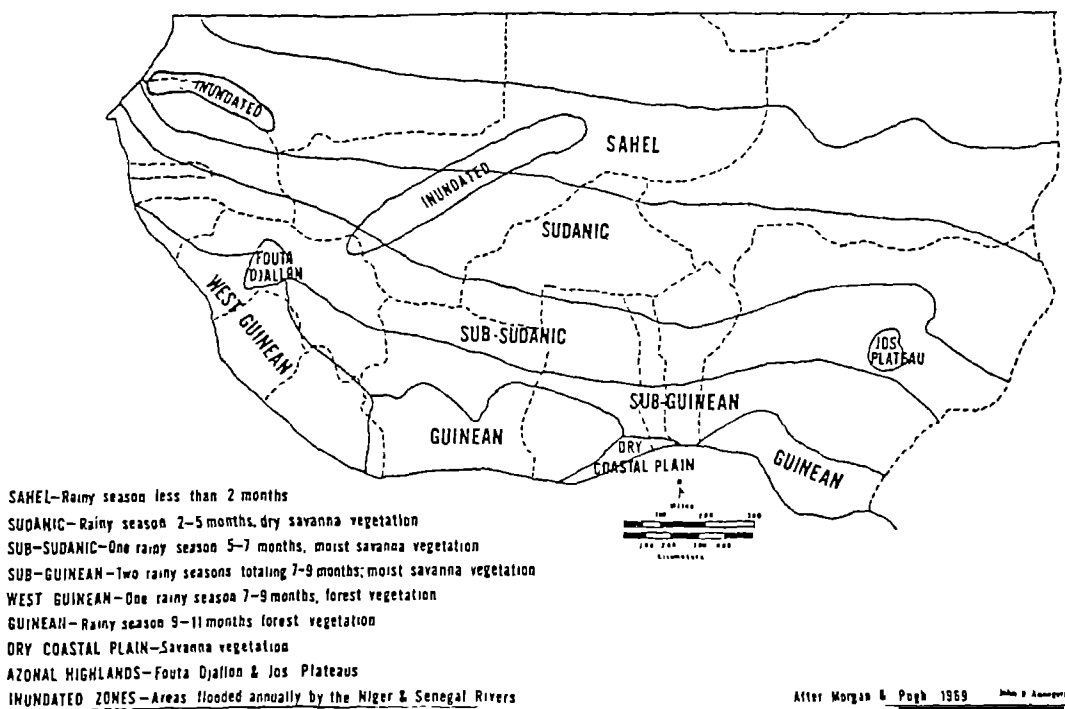 INUNDATED
SAHEL
INUNDATED
SUDANIC
FOUTA
DJALLON
WEST GUINEAN
SUB-SUDANIC
JOS
PLATEAU
SUB-GUINEAN
GUINEAN
DRY
COASTAL PLAIN
GUINEAN
Miles
Kilometers
SAHEL—Rainy season less than 2 months
SUDANIC—Rainy season 2-5 months, dry savanna vegetation
SUB-SUDANIC—One rainy season 5-7 months, moist savanna vegetation
SUB-GUINEAN—Two rainy seasons totaling 7-9 months; moist savanna vegetation
WEST GUINEAN—One rainy season 7-9 months, forest vegetation
GUINEAN—Rainy season 9-11 months forest vegetation
DRY COASTAL PLAIN—Savanna vegetation
AZONAL HIGHLANDS—Fouta Djallon & Jos Plateaus
INUNDATED ZONES—Areas flooded annually by the Niger & Senegal Rivers
After Morgan & Pugh 1969